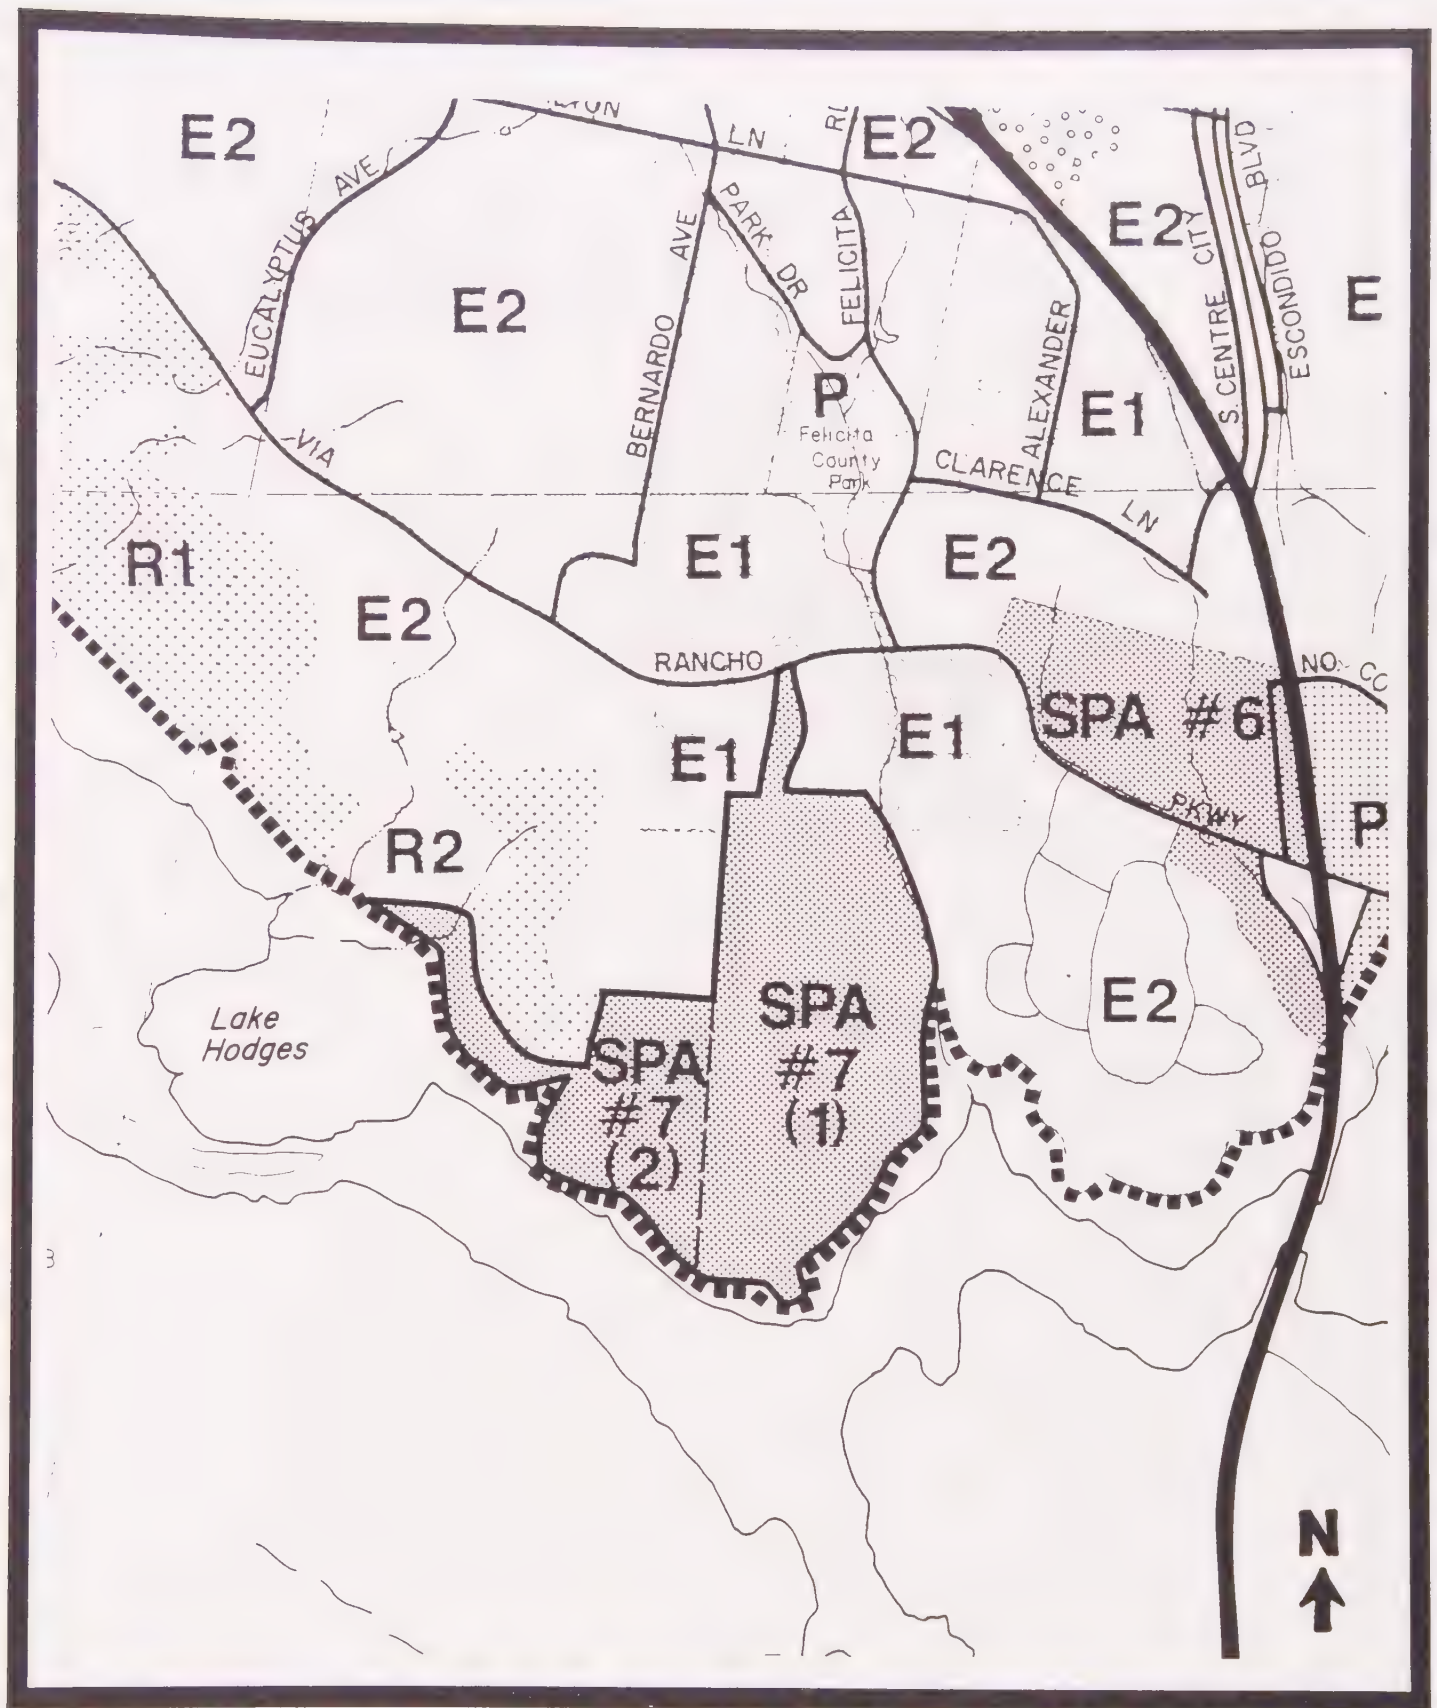 E2
LN
E2
AVE
EUCALYPTUS
E2
AVE
BERNARDO
PARK DR
FELICITA
E2
S. CENTRE CITY
ESCONDIDO BLVD
E
ALEXANDER
E1
P
Felicita
County
Park
CLARENCE LN
VIA
R1
E2
E1
E2
RANCHO
NO
SPA #6
E1
E1
PKWY
P
R2
Lake
Hodges
SPA
#7
(2)
SPA
#7
(1)
E2
N